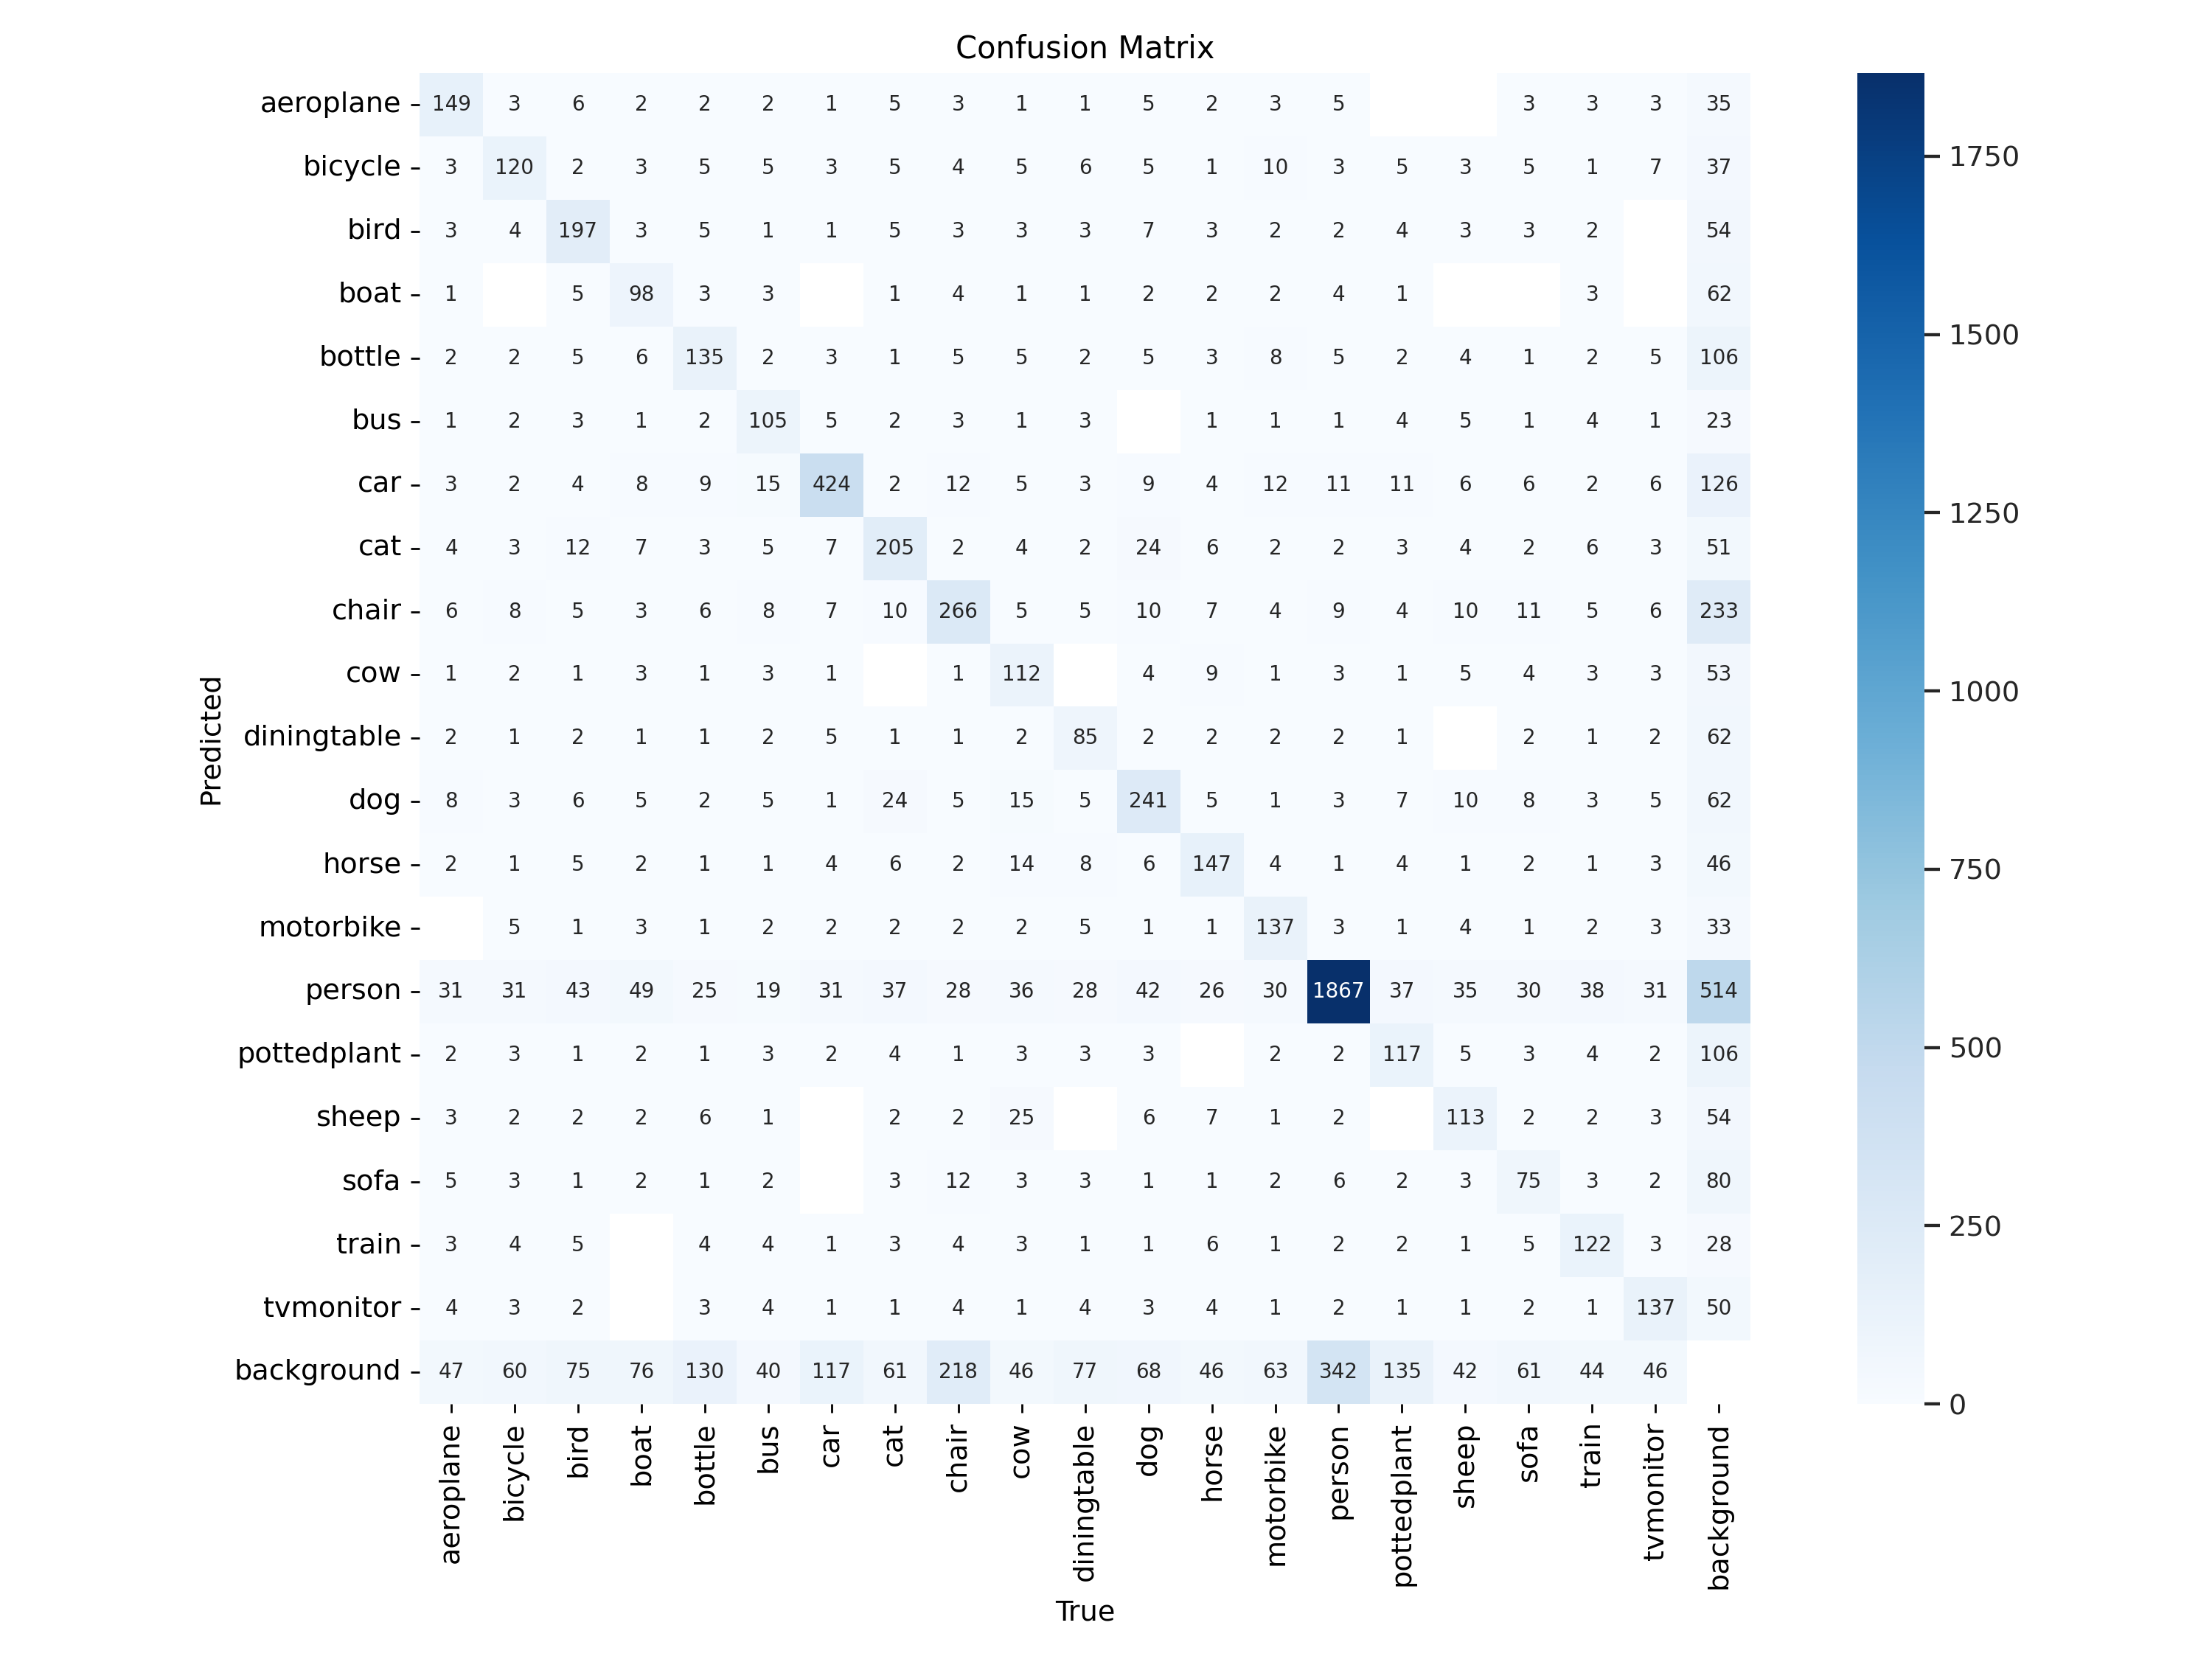 Confusion Matrix
aeroplane 149 3 6 2 2 2 1 5 3 1 1 5 2 3 5 3 3 3 35
bicycle 3 120 2 3 5 5 3 5 4 5 6 5 1 10 3 5 3 5 1 7 37
bird 3 4 197 3 5 1 1 5 3 3 3 7 3 2 2 4 3 3 2 54
boat 1 5 98 3 3 1 4 1 1 2 2 2 4 1 3 62
bottle 2 2 5 6 135 2 3 1 5 5 2 5 3 8 5 2 4 1 2 5 106
bus 1 2 3 1 2 105 5 2 3 1 3 1 1 1 4 5 1 4 1 23
car 3 2 4 8 9 15 424 2 12 5 3 9 4 12 11 11 6 6 2 6 126
cat 4 3 12 7 3 5 7 205 2 4 2 24 6 2 2 3 4 2 6 3 51
chair 6 8 5 3 6 8 7 10 266 5 5 10 7 4 9 4 10 11 5 6 233
cow 1 2 1 3 1 3 1 1 112 4 9 1 3 1 5 4 3 3 53
diningtable 2 1 2 1 1 2 5 1 1 2 85 2 2 2 2 1 2 1 2 62
dog 8 3 6 5 2 5 1 24 5 15 5 241 5 1 3 7 10 8 3 5 62
horse 2 1 5 2 1 1 4 6 2 14 8 6 147 4 1 4 1 2 1 3 46
motorbike 5 1 3 1 2 2 2 2 2 5 1 1 137 3 1 4 1 2 3 33
person 31 31 43 49 25 19 31 37 28 36 28 42 26 30 1867 37 35 30 38 31 514
pottedplant 2 3 1 2 1 3 2 4 1 3 3 3 2 2 117 5 3 4 2 106
sheep 3 2 2 2 6 1 2 2 25 6 7 1 2 113 2 2 3 54
sofa 5 3 1 2 1 2 3 12 3 3 1 1 2 6 2 3 75 3 2 80
train 3 4 5 4 4 1 3 4 3 1 1 6 1 2 2 1 5 122 3 28
tvmonitor 4 3 2 3 4 1 1 4 1 4 3 4 1 2 1 1 2 1 137 50
background 47 60 75 76 130 40 117 61 218 46 77 68 46 63 342 135 42 61 44 46
aeroplane bicycle bird boat bottle bus car cat chair cow diningtable dog horse motorbike person pottedplant sheep sofa train tvmonitor background
True
Predicted
1750
1500
1250
1000
750
500
250
0